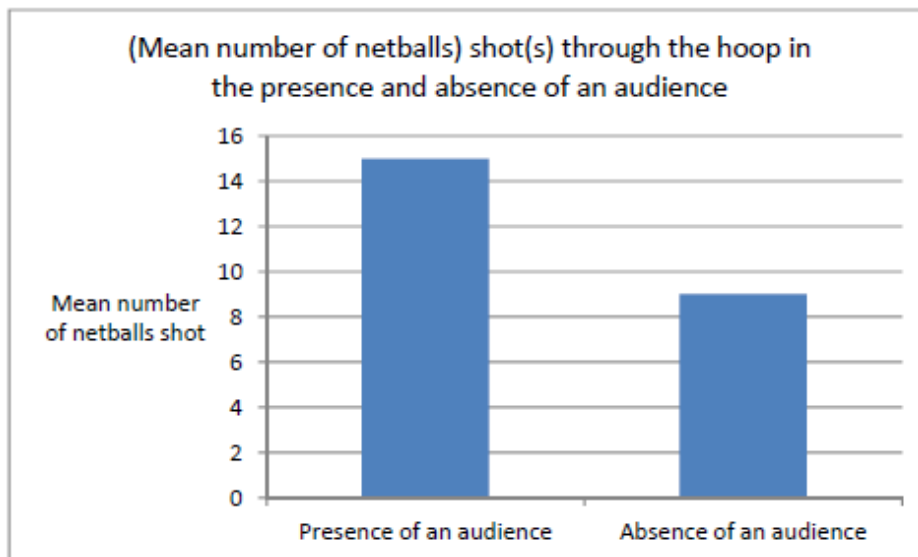 (Mean number of netballs) shot(s) through the hoop in
the presence and absence of an audience
16
14
12
10
8
6
4
2
0
Mean number
of netballs shot
Presence of an audience
Absence of an audience